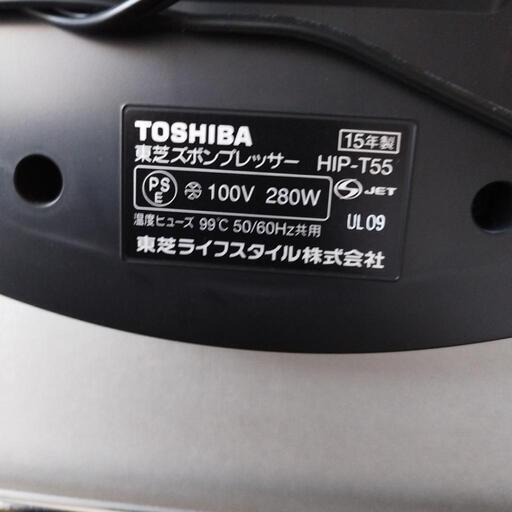 TOSHIBA 15年製
東芝ズボンプレッサー HIP-T55
PSE 100V 280W S JET
温度ヒューズ 99℃ 50/60Hz共用 UL09
東芝ライフスタイル株式会社